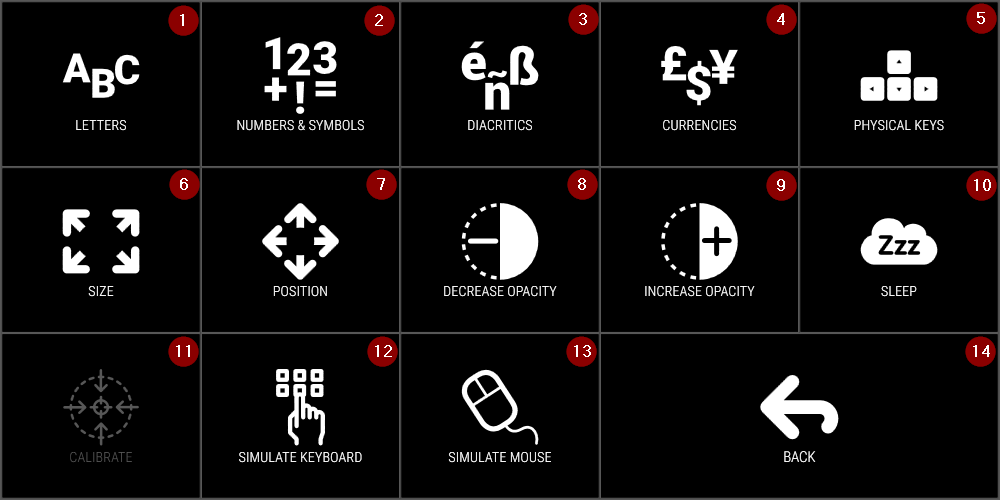 1
ABC
LETTERS
2
123
+!=
NUMBERS & SYMBOLS
3
éß
ñ
DIACRITICS
4
£$¥
CURRENCIES
5
PHYSICAL KEYS
6
SIZE
7
POSITION
8
DECREASE OPACITY
9
INCREASE OPACITY
10
Zzz
SLEEP
11
CALIBRATE
12
SIMULATE KEYBOARD
13
SIMULATE MOUSE
14
BACK